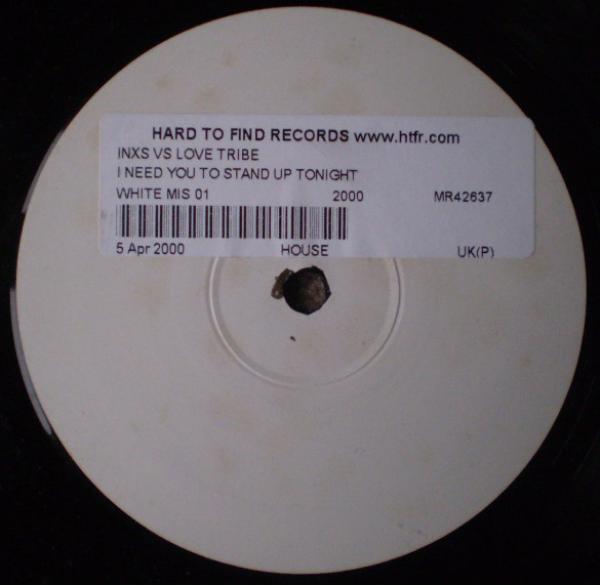 HARD TO FIND RECORDS www.htfr.com
INXS VS LOVE TRIBE
I NEED YOU TO STAND UP TONIGHT
WHITE MIS 01 2000 MR42637
5 Apr 2000 HOUSE UK(P)